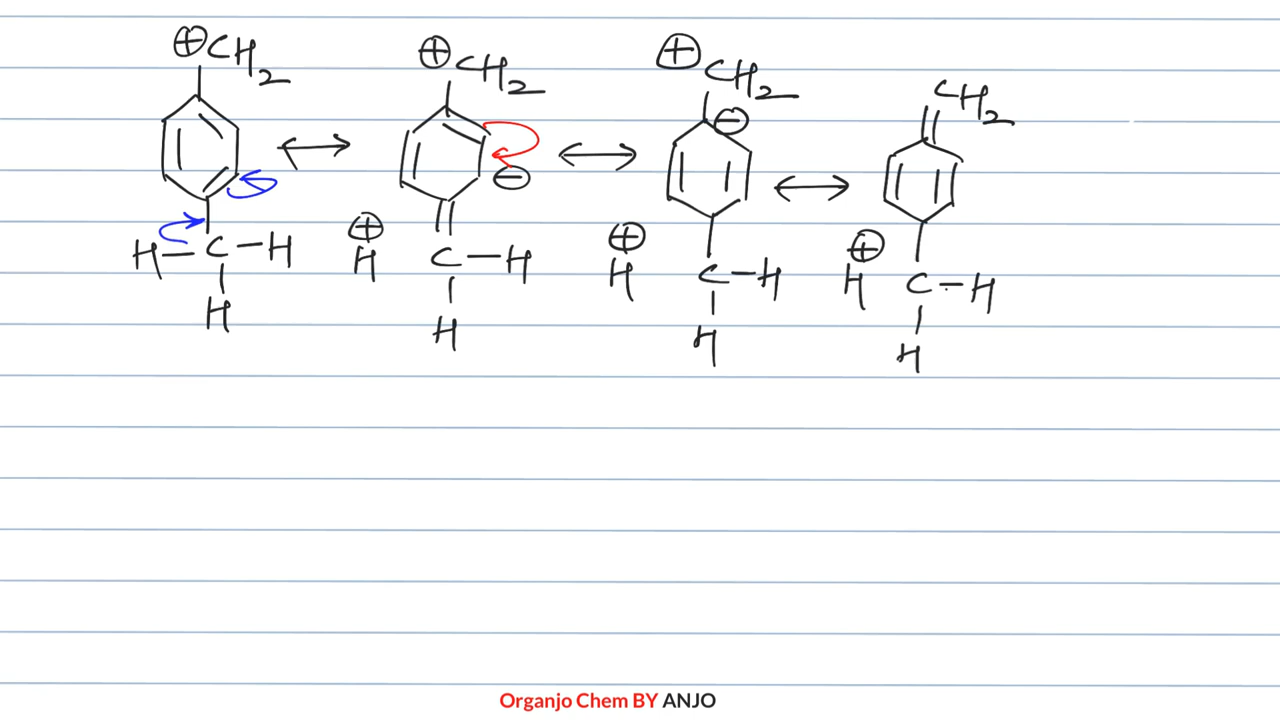 ⊕CH2 ⊕CH2 ⊕CH2 CH2
⊖
⊖
⊕ ⊕ ⊕
H C H H C H H C H H C H
H H H H
Organjo Chem BY ANJO